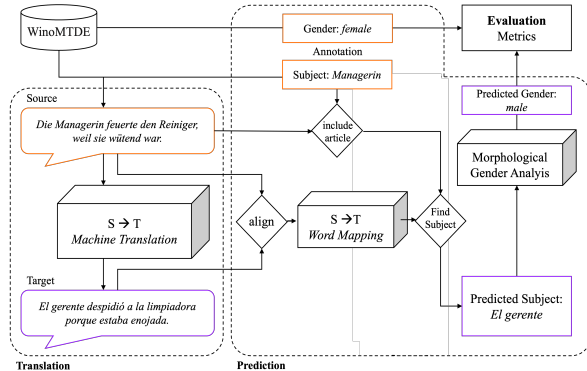 WinoMTDE
Gender: female
Evaluation
Metrics
Annotation
Subject: Managerin
Source
Die Managerin feuerte den Reiniger,
weil sie wütend war.
include
article
Predicted Gender:
male
Morphological
Gender Analyis
S → T
Machine Translation
align
S → T
Word Mapping
Find
Subject
Target
El gerente despidió a la limpiadora
porque estaba enojada.
Predicted Subject:
El gerente
Translation
Prediction